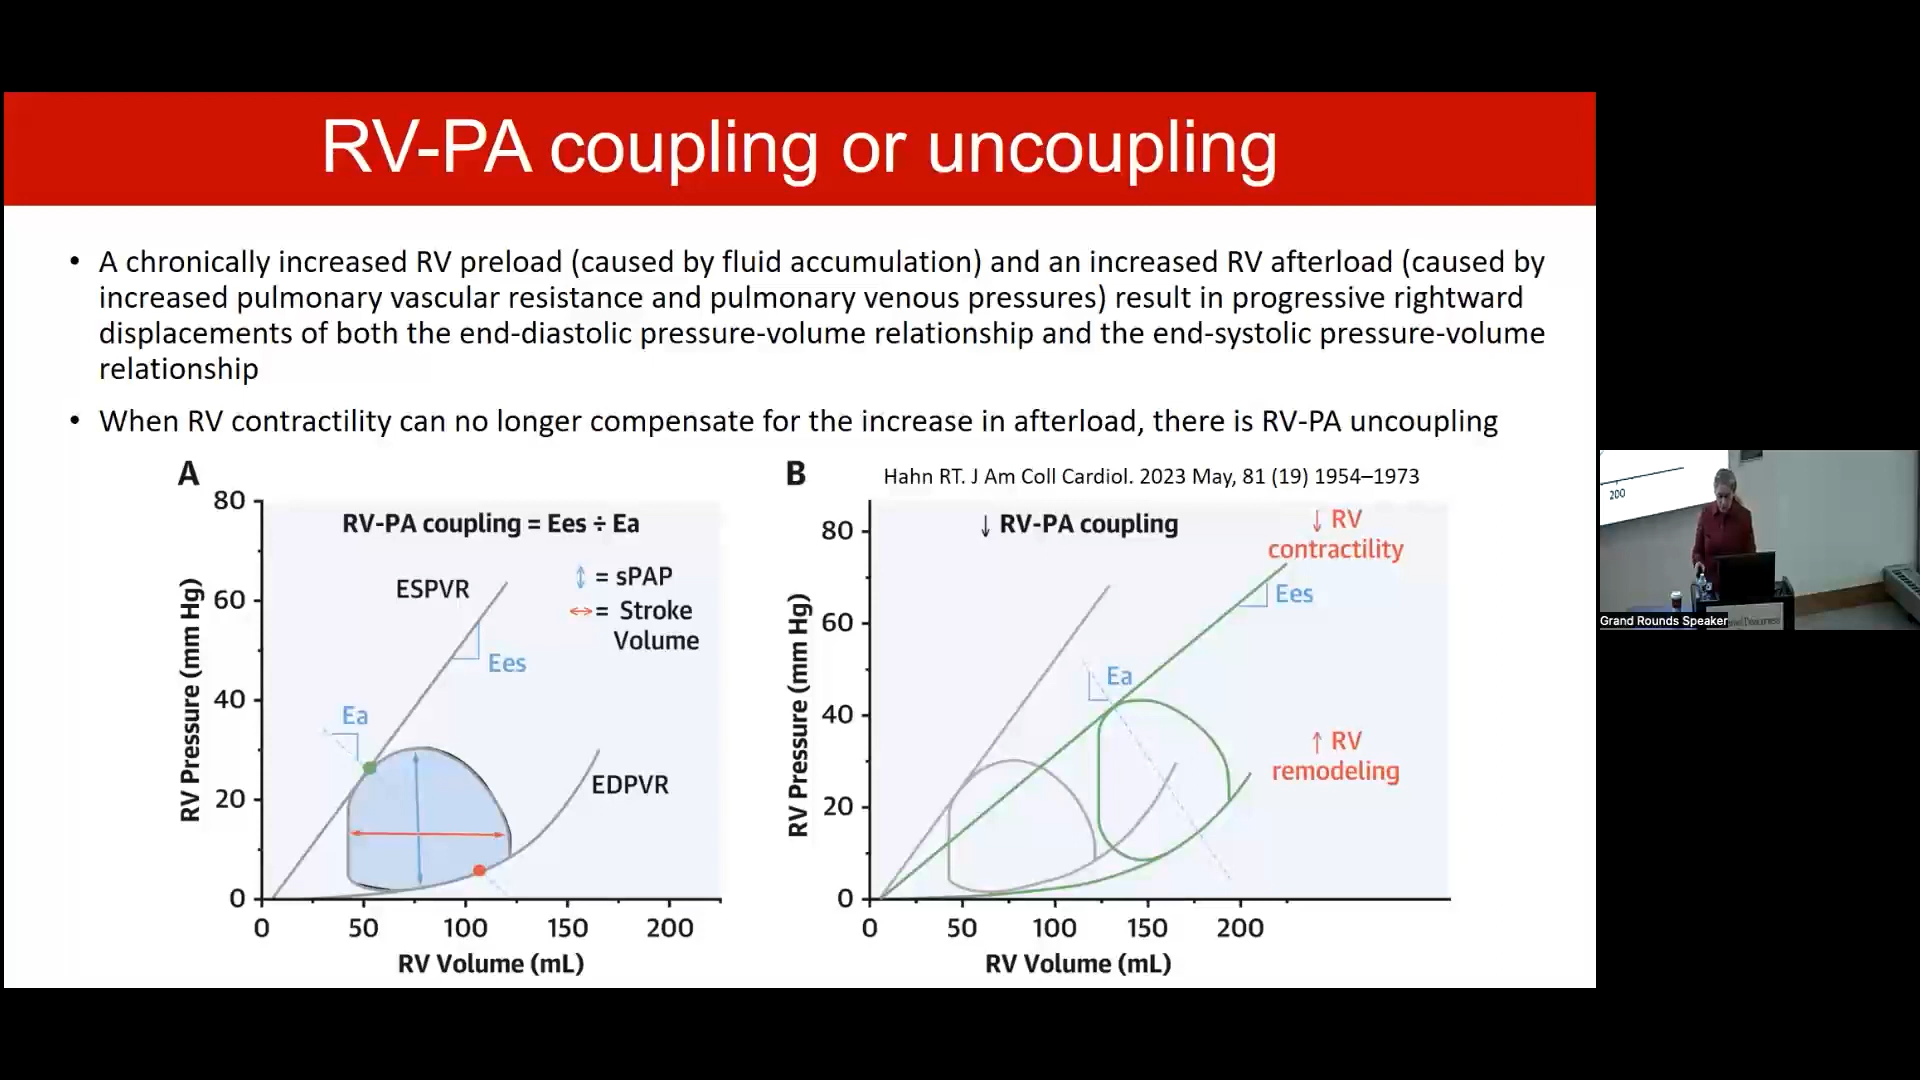 RV-PA coupling or uncoupling
• A chronically increased RV preload (caused by fluid accumulation) and an increased RV afterload (caused by
increased pulmonary vascular resistance and pulmonary venous pressures) result in progressive rightward
displacements of both the end-diastolic pressure-volume relationship and the end-systolic pressure-volume
relationship
• When RV contractility can no longer compensate for the increase in afterload, there is RV-PA uncoupling
A
80
60
40
20
0
RV Pressure (mm Hg)
RV-PA coupling = Ees ÷ Ea
↕ = sPAP
↔ = Stroke
Volume
ESPVR
Ees
Ea
EDPVR
0 50 100 150 200
RV Volume (mL)
B
Hahn RT. J Am Coll Cardiol. 2023 May, 81 (19) 1954–1973
80
60
40
20
0
RV Pressure (mm Hg)
↓ RV-PA coupling
↓ RV
contractility
Ees
Ea
↑ RV
remodeling
0 50 100 150 200
RV Volume (mL)
200
Grand Rounds Speaker